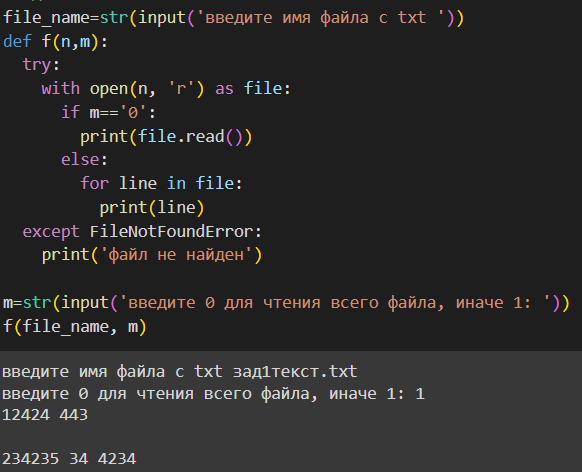 file_name=str(input('введите имя файла с txt '))
def f(n,m):
  try:
    with open(n, 'r') as file:
      if m=='0':
        print(file.read())
      else:
        for line in file:
          print(line)
  except FileNotFoundError:
    print('файл не найден')
m=str(input('введите 0 для чтения всего файла, иначе 1: '))
f(file_name, m)
введите имя файла с txt зад1текст.txt
введите 0 для чтения всего файла, иначе 1: 1
12424 443
234235 34 4234